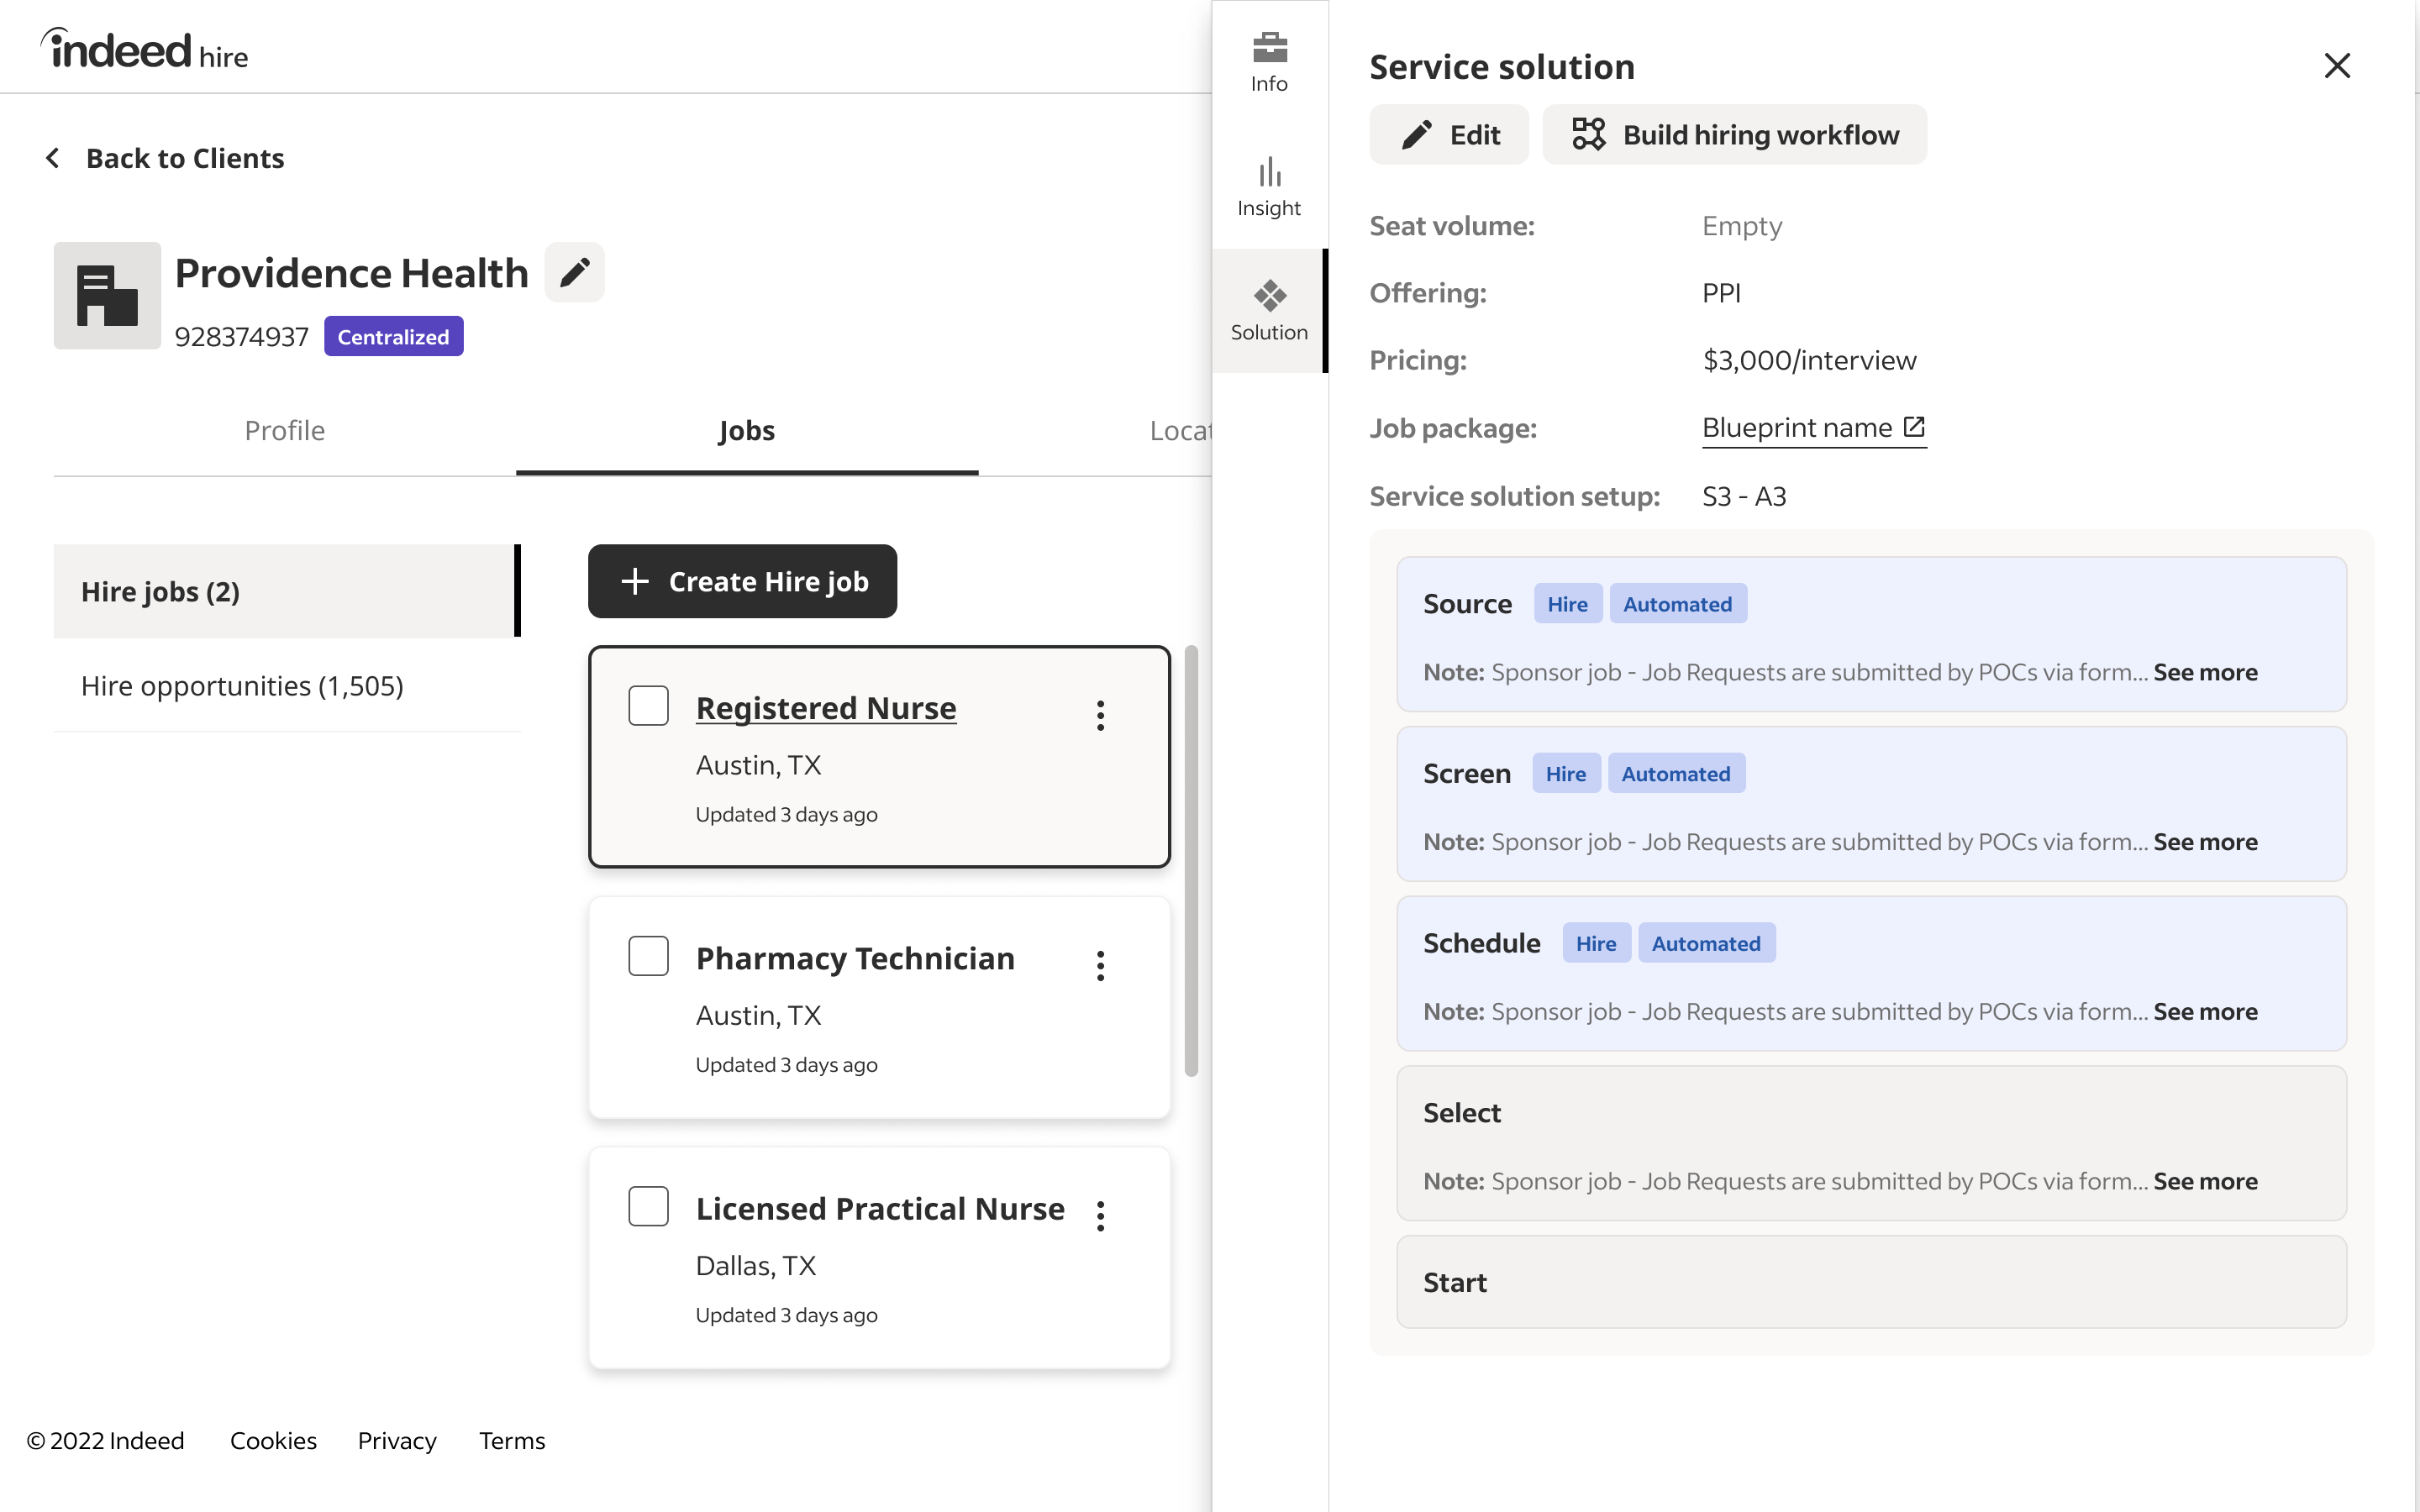 indeed hire
Back to Clients
Providence Health
928374937 Centralized
Profile Jobs Locat
Hire jobs (2)
Hire opportunities (1,505)
Create Hire job
Registered Nurse
Austin, TX
Updated 3 days ago
Pharmacy Technician
Austin, TX
Updated 3 days ago
Licensed Practical Nurse
Dallas, TX
Updated 3 days ago
© 2022 Indeed Cookies Privacy Terms
Info
Insight
Solution
Service solution
Edit Build hiring workflow
Seat volume: Empty
Offering: PPI
Pricing: $3,000/interview
Job package: Blueprint name
Service solution setup: S3 - A3
Source Hire Automated
Note: Sponsor job - Job Requests are submitted by POCs via form... See more
Screen Hire Automated
Note: Sponsor job - Job Requests are submitted by POCs via form... See more
Schedule Hire Automated
Note: Sponsor job - Job Requests are submitted by POCs via form... See more
Select
Note: Sponsor job - Job Requests are submitted by POCs via form... See more
Start